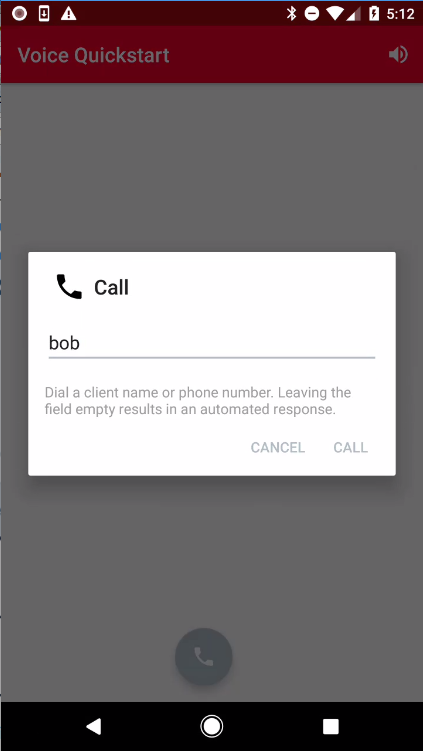 5:12
Voice Quickstart
Call
bob
Dial a client name or phone number. Leaving the
field empty results in an automated response.
CANCEL CALL